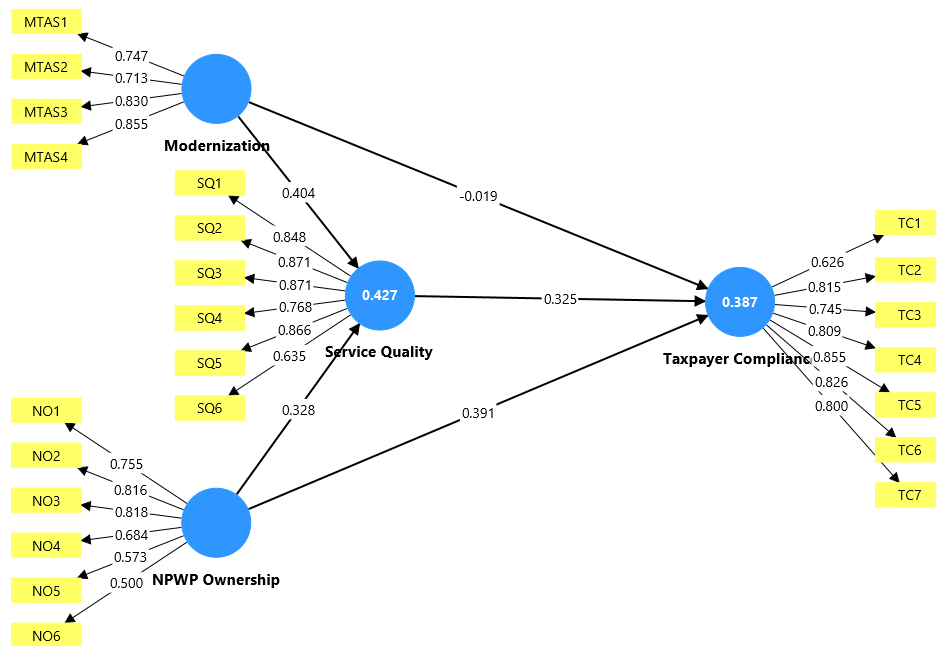 MTAS1
MTAS2
MTAS3
MTAS4
0.747
0.713
0.830
0.855
Modernization
SQ1
SQ2
SQ3
SQ4
SQ5
SQ6
0.404
0.848
0.871
0.871
0.768
0.866
0.635
-0.019
0.427
Service Quality
0.325
0.328
0.391
0.387
Taxpayer Complianc
TC1
TC2
TC3
TC4
TC5
TC6
TC7
0.626
0.815
0.745
0.809
0.855
0.826
0.800
NO1
NO2
NO3
NO4
NO5
NO6
0.755
0.816
0.818
0.684
0.573
0.500
NPWP Ownership